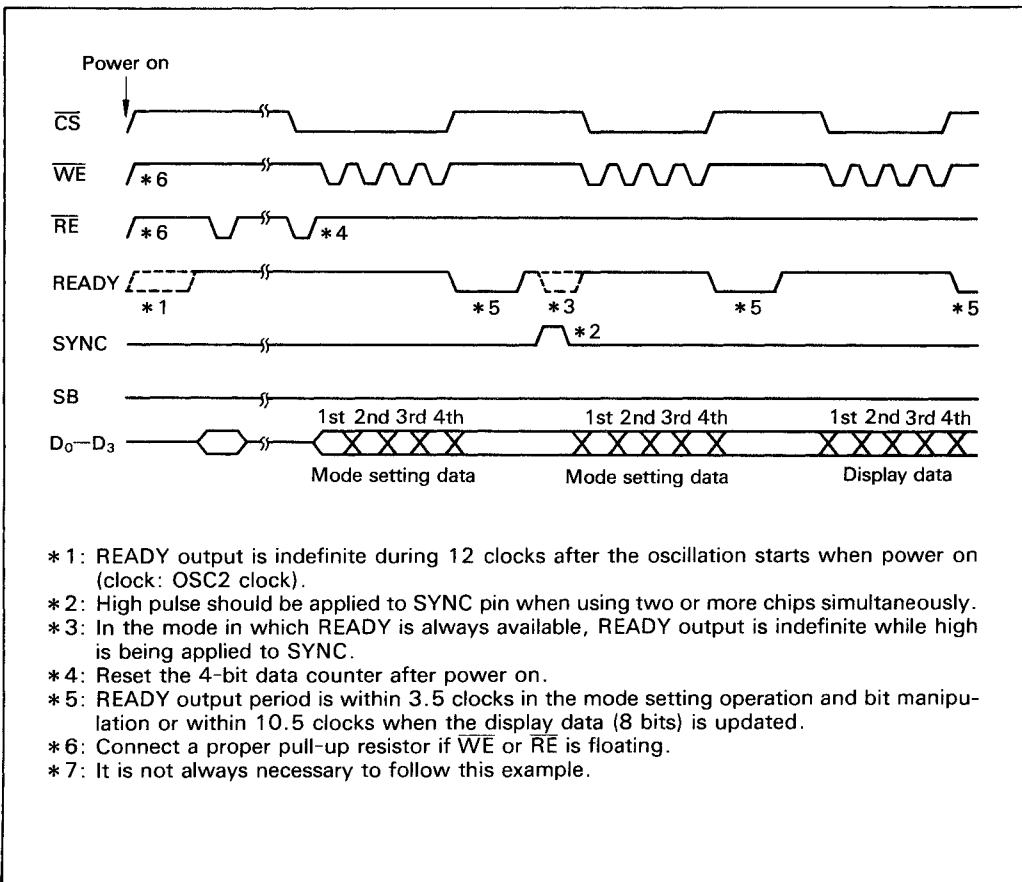 Power on
C̅S̅
W̅E̅ *6
R̅E̅ *6 *4
READY *1 *5 *3 *5 *5
SYNC *2
SB
1st 2nd 3rd 4th 1st 2nd 3rd 4th 1st 2nd 3rd 4th
D₀—D₃
Mode setting data Mode setting data Display data
*1: READY output is indefinite during 12 clocks after the oscillation starts when power on
(clock: OSC2 clock).
*2: High pulse should be applied to SYNC pin when using two or more chips simultaneously.
*3: In the mode in which READY is always available, READY output is indefinite while high
is being applied to SYNC.
*4: Reset the 4-bit data counter after power on.
*5: READY output period is within 3.5 clocks in the mode setting operation and bit manipu-
lation or within 10.5 clocks when the display data (8 bits) is updated.
*6: Connect a proper pull-up resistor if W̅E̅ or R̅E̅ is floating.
*7: It is not always necessary to follow this example.